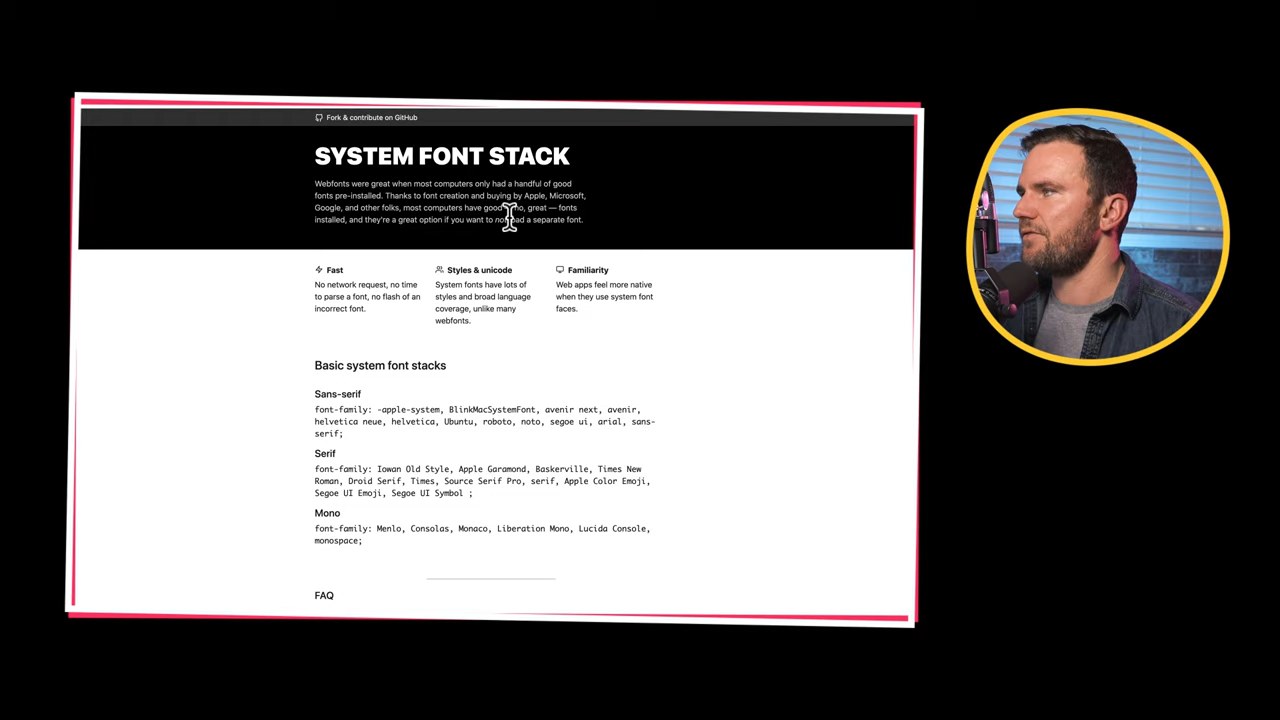 Fork & contribute on GitHub
SYSTEM FONT STACK
Webfonts were great when most computers only had a handful of good
fonts pre-installed. Thanks to font creation and buying by Apple, Microsoft,
Google, and other folks, most computers have good great — fonts
installed, and they're a great option if you want to a separate font.
Fast
No network request, no time
to parse a font, no flash of an
incorrect font.
Styles & unicode
System fonts have lots of
styles and broad language
coverage, unlike many
webfonts.
Familiarity
Web apps feel more native
when they use system font
faces.
Basic system font stacks
Sans-serif
font-family: -apple-system, BlinkMacSystemFont, avenir next, avenir,
helvetica neue, helvetica, Ubuntu, roboto, noto, segoe ui, arial, sans-
serif;
Serif
font-family: Iowan Old Style, Apple Garamond, Baskerville, Times New
Roman, Droid Serif, Times, Source Serif Pro, serif, Apple Color Emoji,
Segoe UI Emoji, Segoe UI Symbol ;
Mono
font-family: Menlo, Consolas, Monaco, Liberation Mono, Lucida Console,
monospace;
FAQ